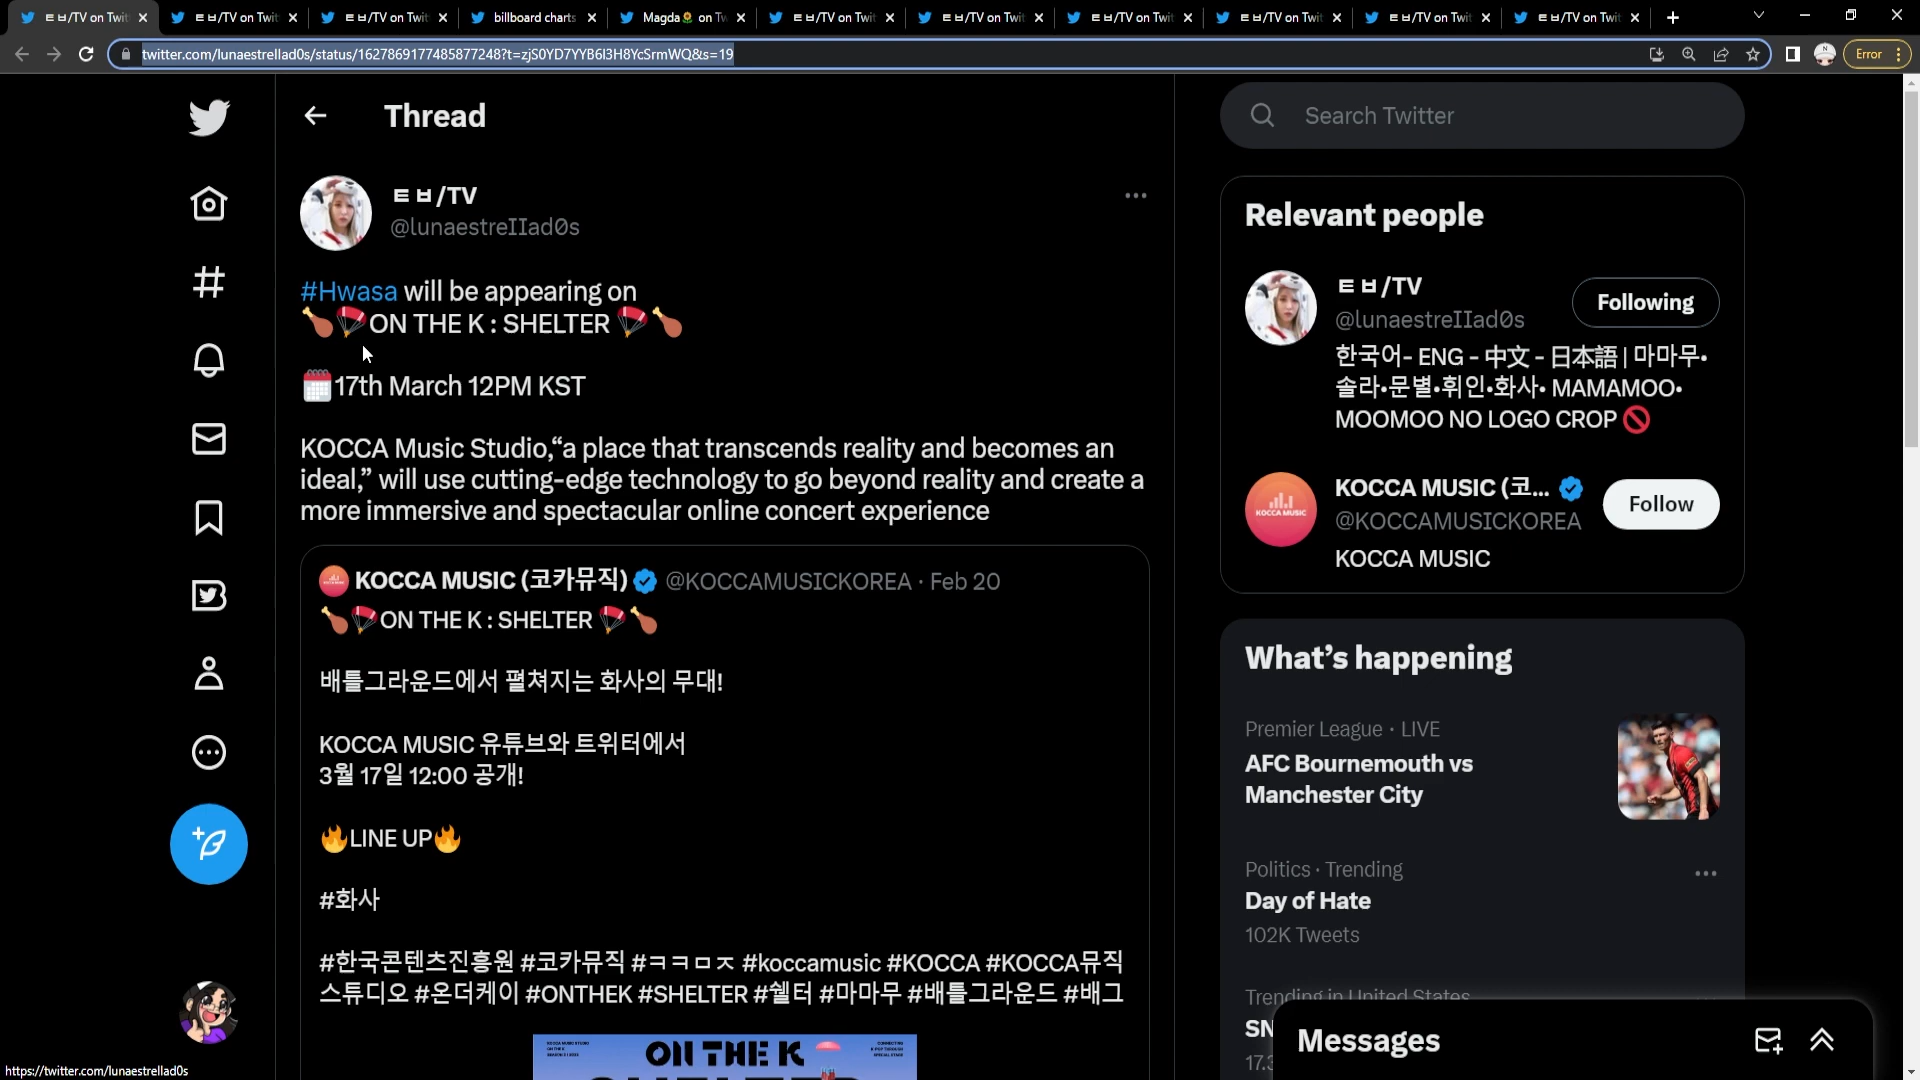 ㅌㅂ/TV on Twit
ㅌㅂ/TV on Twit
ㅌㅂ/TV on Twit
billboard charts
Magda🌻 on Tw
ㅌㅂ/TV on Twit
ㅌㅂ/TV on Twit
ㅌㅂ/TV on Twit
ㅌㅂ/TV on Twit
ㅌㅂ/TV on Twit
ㅌㅂ/TV on Twit
twitter.com/lunaestrellad0s/status/1627869177485877248?t=zjS0YD7YYB6l3H8YcSrmWQ&s=19
Error
Thread
ㅌㅂ/TV
@lunaestreIIad0s
#Hwasa will be appearing on
🍗🪂ON THE K : SHELTER 🪂🍗
🗓17th March 12PM KST
KOCCA Music Studio,“a place that transcends reality and becomes an
ideal,” will use cutting-edge technology to go beyond reality and create a
more immersive and spectacular online concert experience
KOCCA MUSIC (코카뮤직) @KOCCAMUSICKOREA · Feb 20
🍗🪂ON THE K : SHELTER 🪂🍗
배틀그라운드에서 펼쳐지는 화사의 무대!
KOCCA MUSIC 유튜브와 트위터에서
3월 17일 12:00 공개!
🔥LINE UP🔥
#화사
#한국콘텐츠진흥원 #코카뮤직 #ㅋㅋㅁㅈ #koccamusic #KOCCA #KOCCA뮤직
스튜디오 #온더케이 #ONTHEK #SHELTER #쉘터 #마마무 #배틀그라운드 #배그
ON THE K
Search Twitter
Relevant people
ㅌㅂ/TV
Following
@lunaestreIIad0s
한국어- ENG - 中文 - 日本語 | 마마무•
솔라•문별•휘인•화사• MAMAMOO•
MOOMOO NO LOGO CROP 🚫
KOCCA MUSIC (코...
Follow
@KOCCAMUSICKOREA
KOCCA MUSIC
KOCCA MUSIC
What’s happening
Premier League · LIVE
AFC Bournemouth vs
Manchester City
Politics · Trending
Day of Hate
102K Tweets
Trending in United States
SN
17.3
Messages
https://twitter.com/lunaestrellad0s